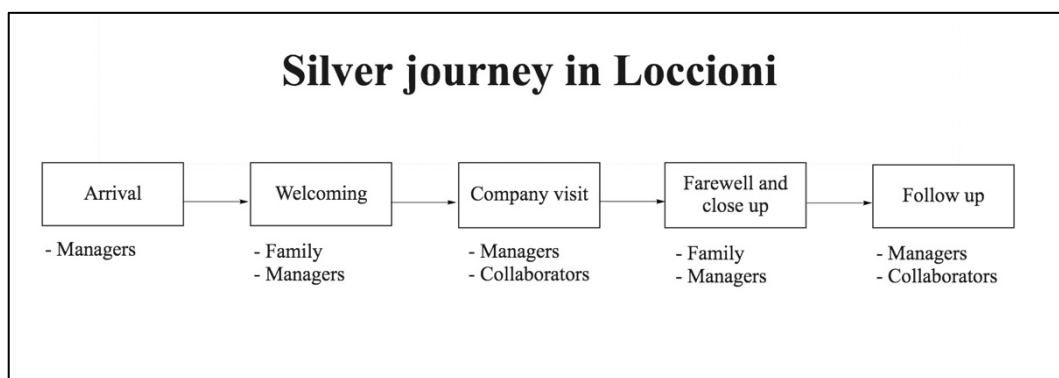 Silver journey in Loccioni
Arrival
- Managers
Welcoming
- Family
- Managers
Company visit
- Managers
- Collaborators
Farewell and
close up
- Family
- Managers
Follow up
- Managers
- Collaborators